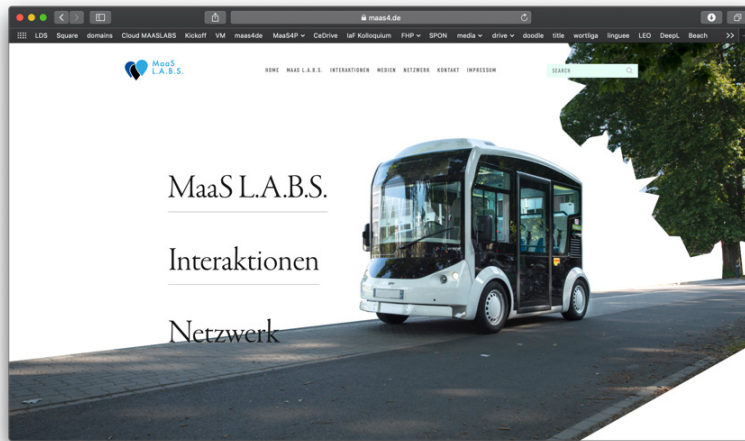 maas4.de
LDS Square domains Cloud MAASLABS Kickoff VM maas4de MaaS4P CeDrive IaF Kolloquium FHP SPON media drive doodle title wortliga linguee LEO DeepL Beach
MaaS
L.A.B.S.
HOME MAAS L.A.B.S. INTERAKTIONEN MEDIEN NETZWERK KONTAKT IMPRESSUM
SEARCH
MaaS L.A.B.S.
Interaktionen
Netzwerk